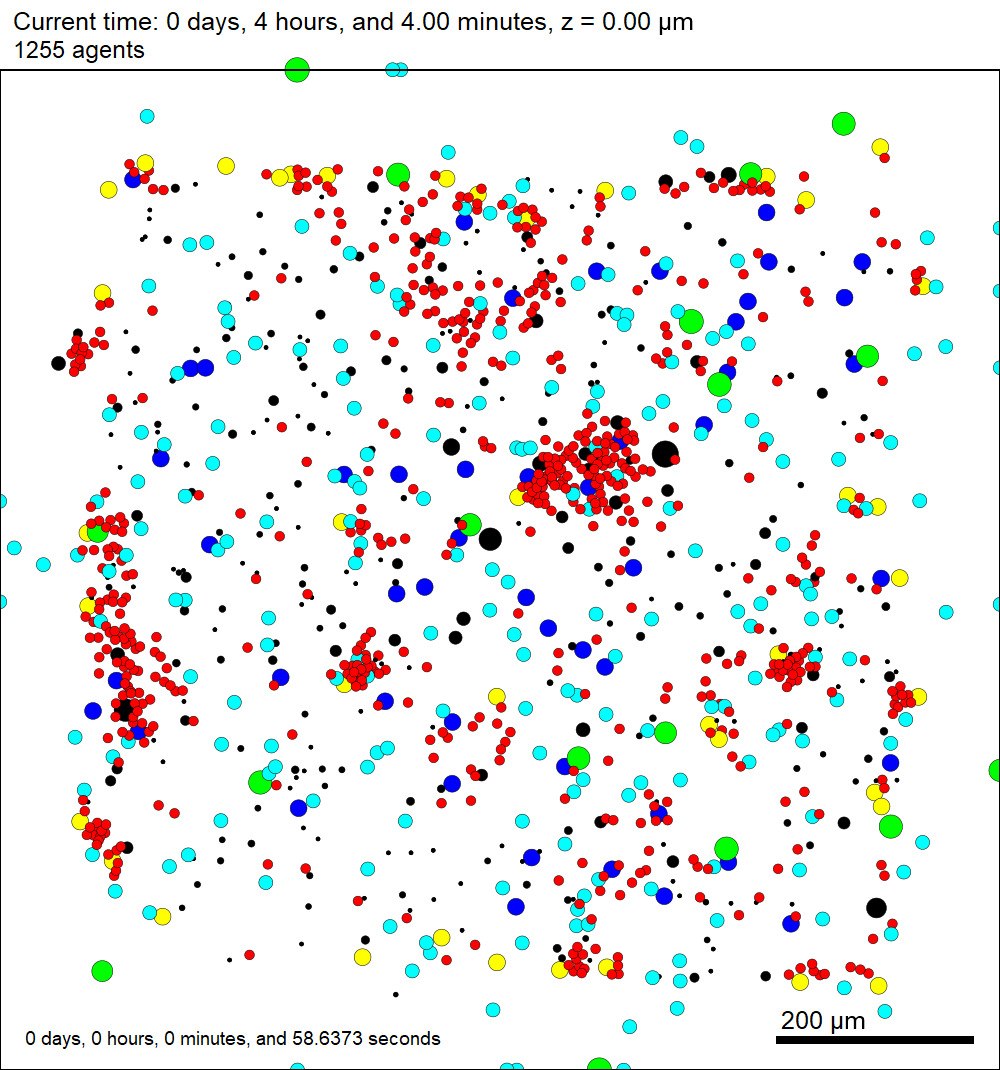 Current time: 0 days, 4 hours, and 4.00 minutes, z = 0.00 µm
1255 agents
200 µm
0 days, 0 hours, 0 minutes, and 58.6373 seconds